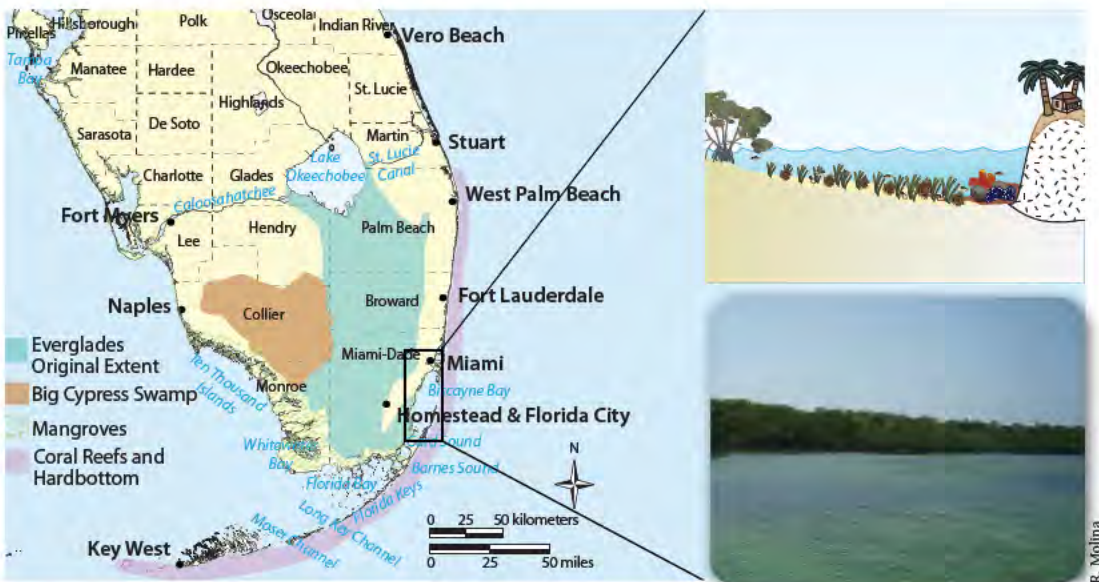 Hillsborough
Polk
Osceola
Indian River
Pinellas
Vero Beach
Tampa
Bay
Manatee
Hardee
Okeechobee
St. Lucie
Highlands
De Soto
Sarasota
Martin
Stuart
Lake
Okeechobee
St. Lucie
Canal
Charlotte
Glades
Caloosahatchee
West Palm Beach
Fort Myers
Hendry
Palm Beach
Lee
Naples
Collier
Broward
Fort Lauderdale
Everglades
Original Extent
Miami-Dade
Miami
Big Cypress Swamp
Ten Thousand
Islands
Monroe
Biscayne Bay
Homestead & Florida City
Mangroves
Coral Reefs and
Hardbottom
Bay
Sound
Barnes Sound
N
Florida Bay
Florida Keys
Long Key Channel
Moser Channel
0 25 50 kilometers
0 25 50 miles
Key West
R. Molina